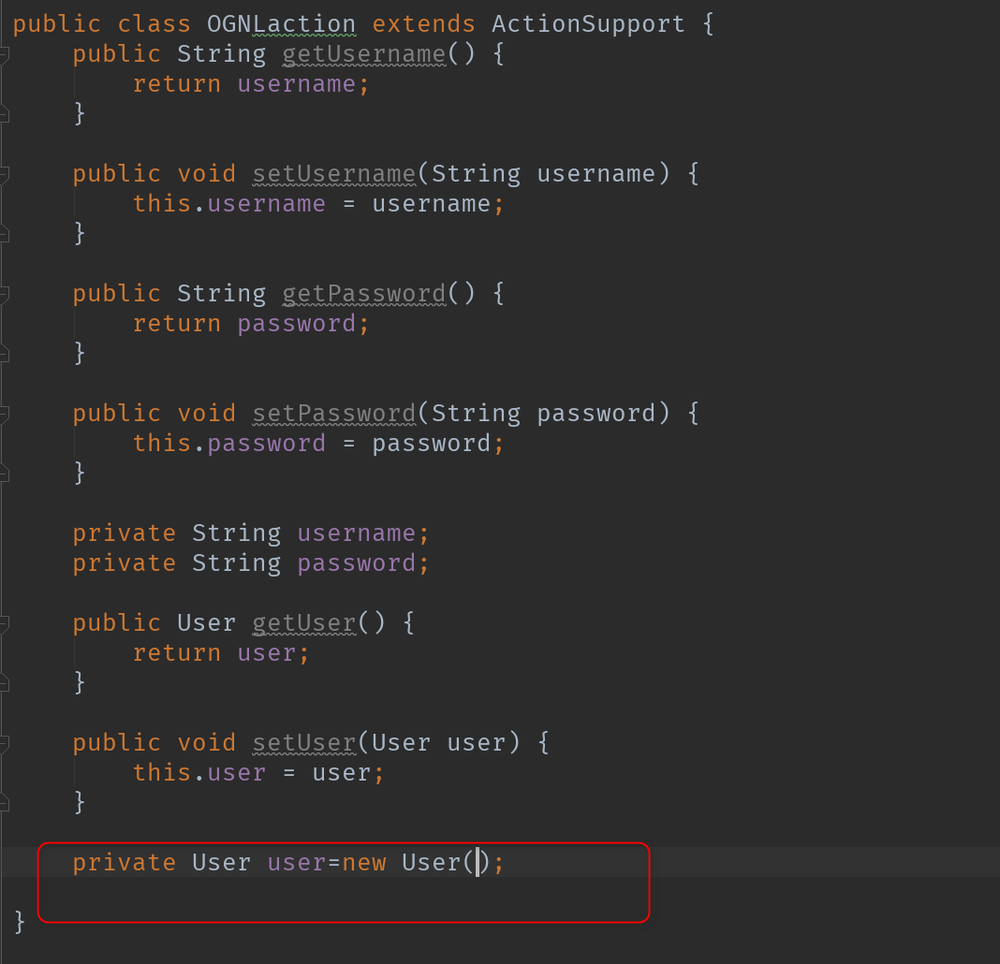 public class OGNLaction extends ActionSupport {
    public String getUsername() {
        return username;
    }

    public void setUsername(String username) {
        this.username = username;
    }

    public String getPassword() {
        return password;
    }

    public void setPassword(String password) {
        this.password = password;
    }

    private String username;
    private String password;

    public User getUser() {
        return user;
    }

    public void setUser(User user) {
        this.user = user;
    }

    private User user=new User();

}